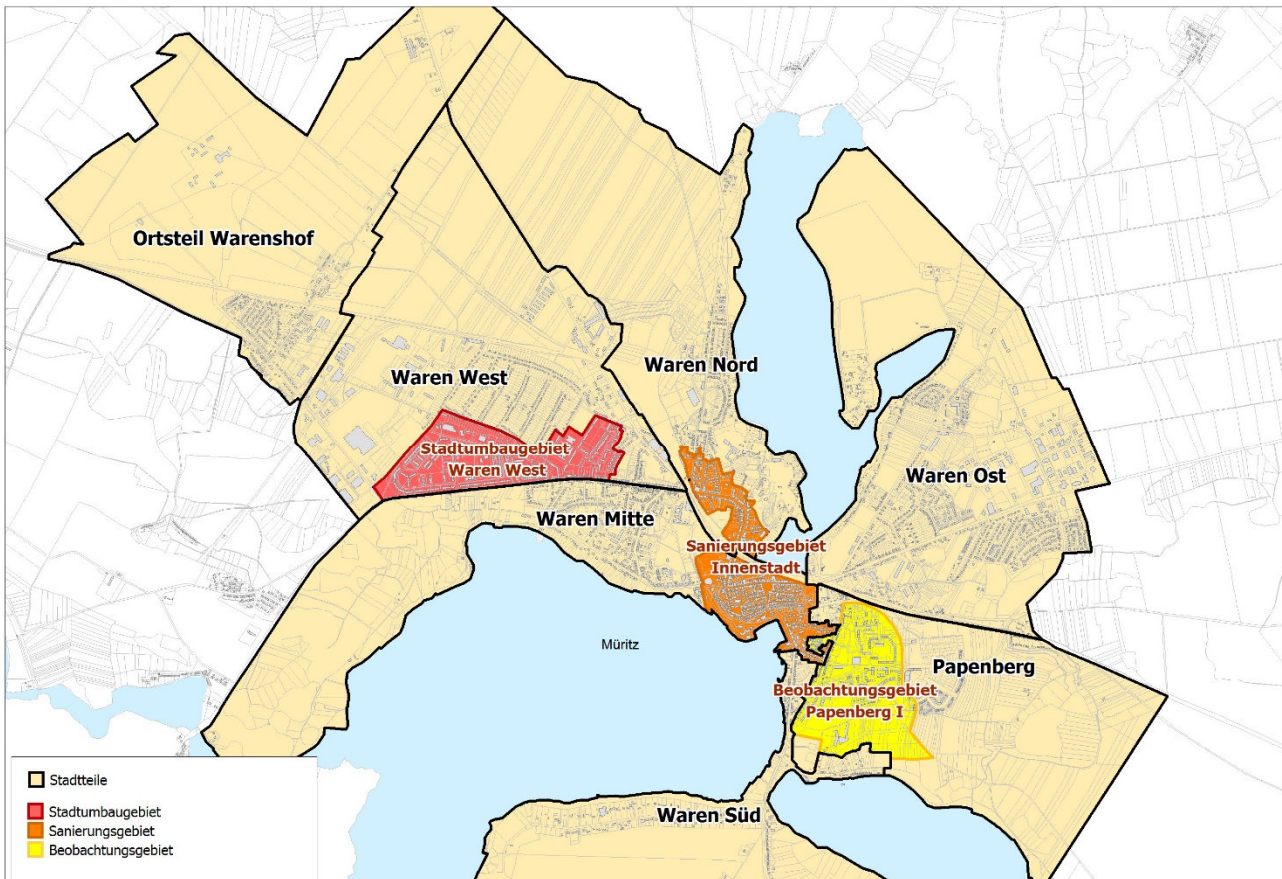 Ortsteil Warenshof
Waren Nord
Waren West
Stadtumbaugebiet
Waren West
Waren Ost
Waren Mitte
Sanierungsgebiet
Innenstadt
Müritz
Papenberg
Beobachtungsgebiet
Papenberg I
Waren Süd
Stadtteile
Stadtumbaugebiet
Sanierungsgebiet
Beobachtungsgebiet